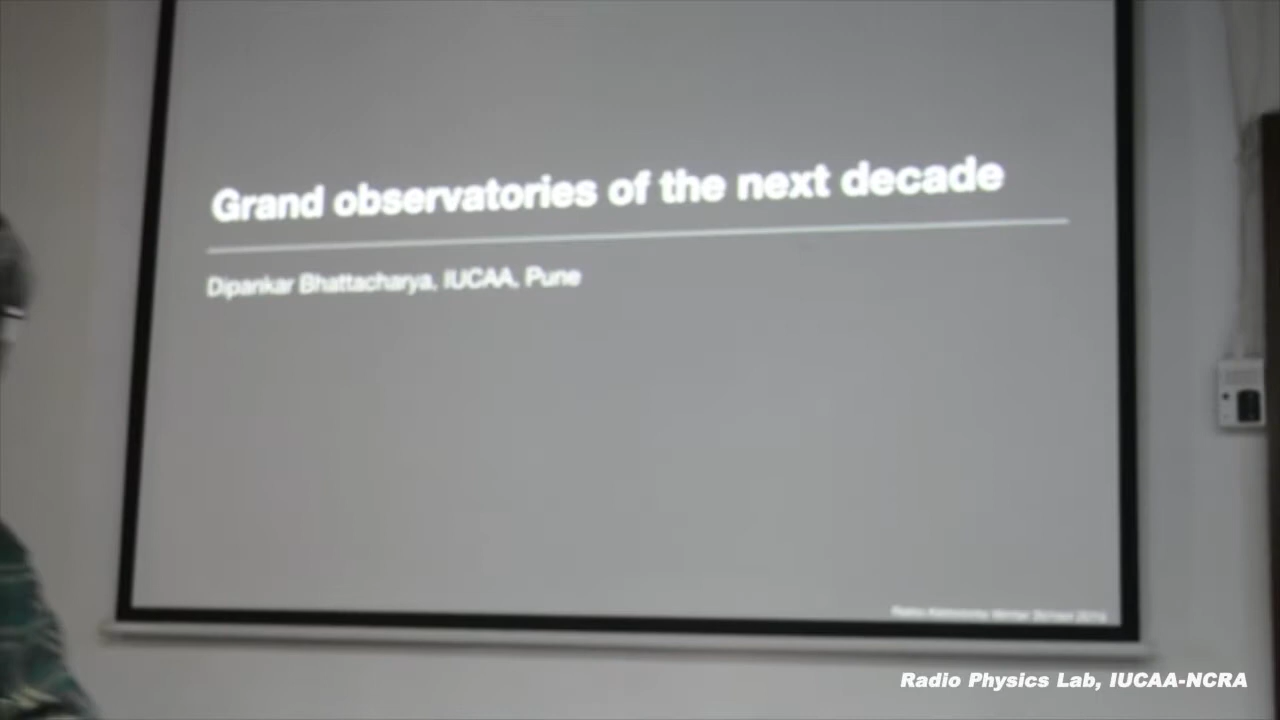 Grand observatories of the next decade
Dipankar Bhattacharya, IUCAA, Pune
Radio Physics Lab, IUCAA-NCRA